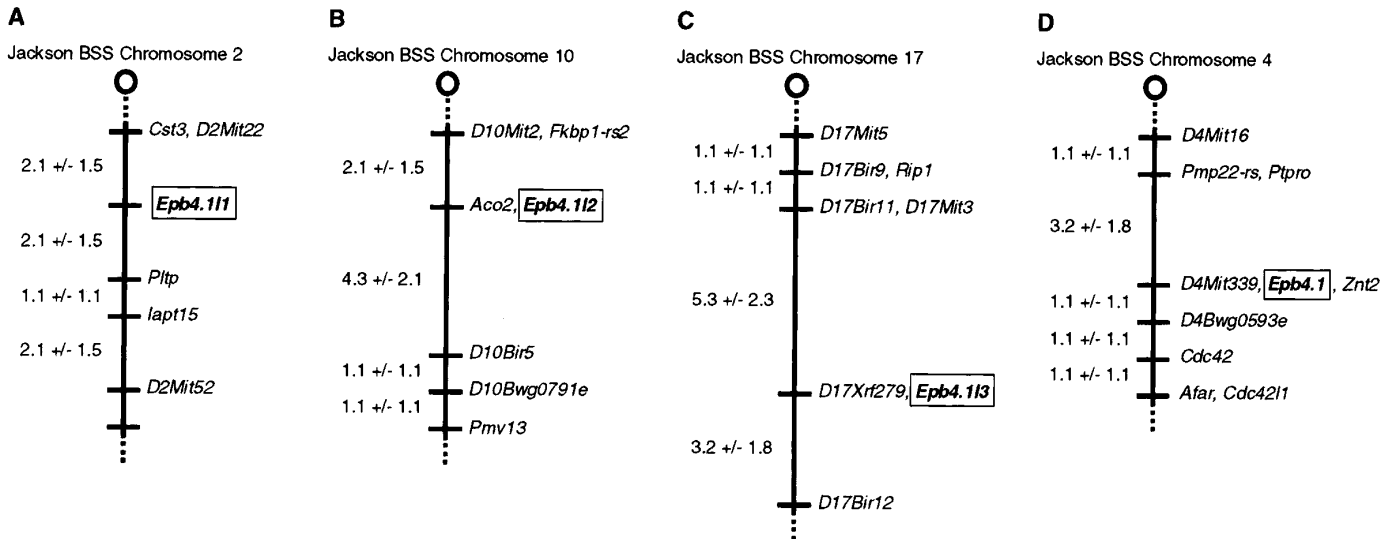 A
Jackson BSS Chromosome 2
Cst3, D2Mit22
2.1 +/- 1.5
Epb4.1l1
2.1 +/- 1.5
Pltp
1.1 +/- 1.1
Iapt15
2.1 +/- 1.5
D2Mit52
B
Jackson BSS Chromosome 10
D10Mit2, Fkbp1-rs2
2.1 +/- 1.5
Aco2, Epb4.1l2
4.3 +/- 2.1
D10Bir5
1.1 +/- 1.1
D10Bwg0791e
1.1 +/- 1.1
Pmv13
C
Jackson BSS Chromosome 17
D17Mit5
1.1 +/- 1.1
D17Bir9, Rip1
1.1 +/- 1.1
D17Bir11, D17Mit3
5.3 +/- 2.3
D17Xrf279, Epb4.1l3
3.2 +/- 1.8
D17Bir12
D
Jackson BSS Chromosome 4
D4Mit16
1.1 +/- 1.1
Pmp22-rs, Ptpro
3.2 +/- 1.8
D4Mit339, Epb4.1, Znt2
1.1 +/- 1.1
D4Bwg0593e
1.1 +/- 1.1
Cdc42
1.1 +/- 1.1
Afar, Cdc42l1